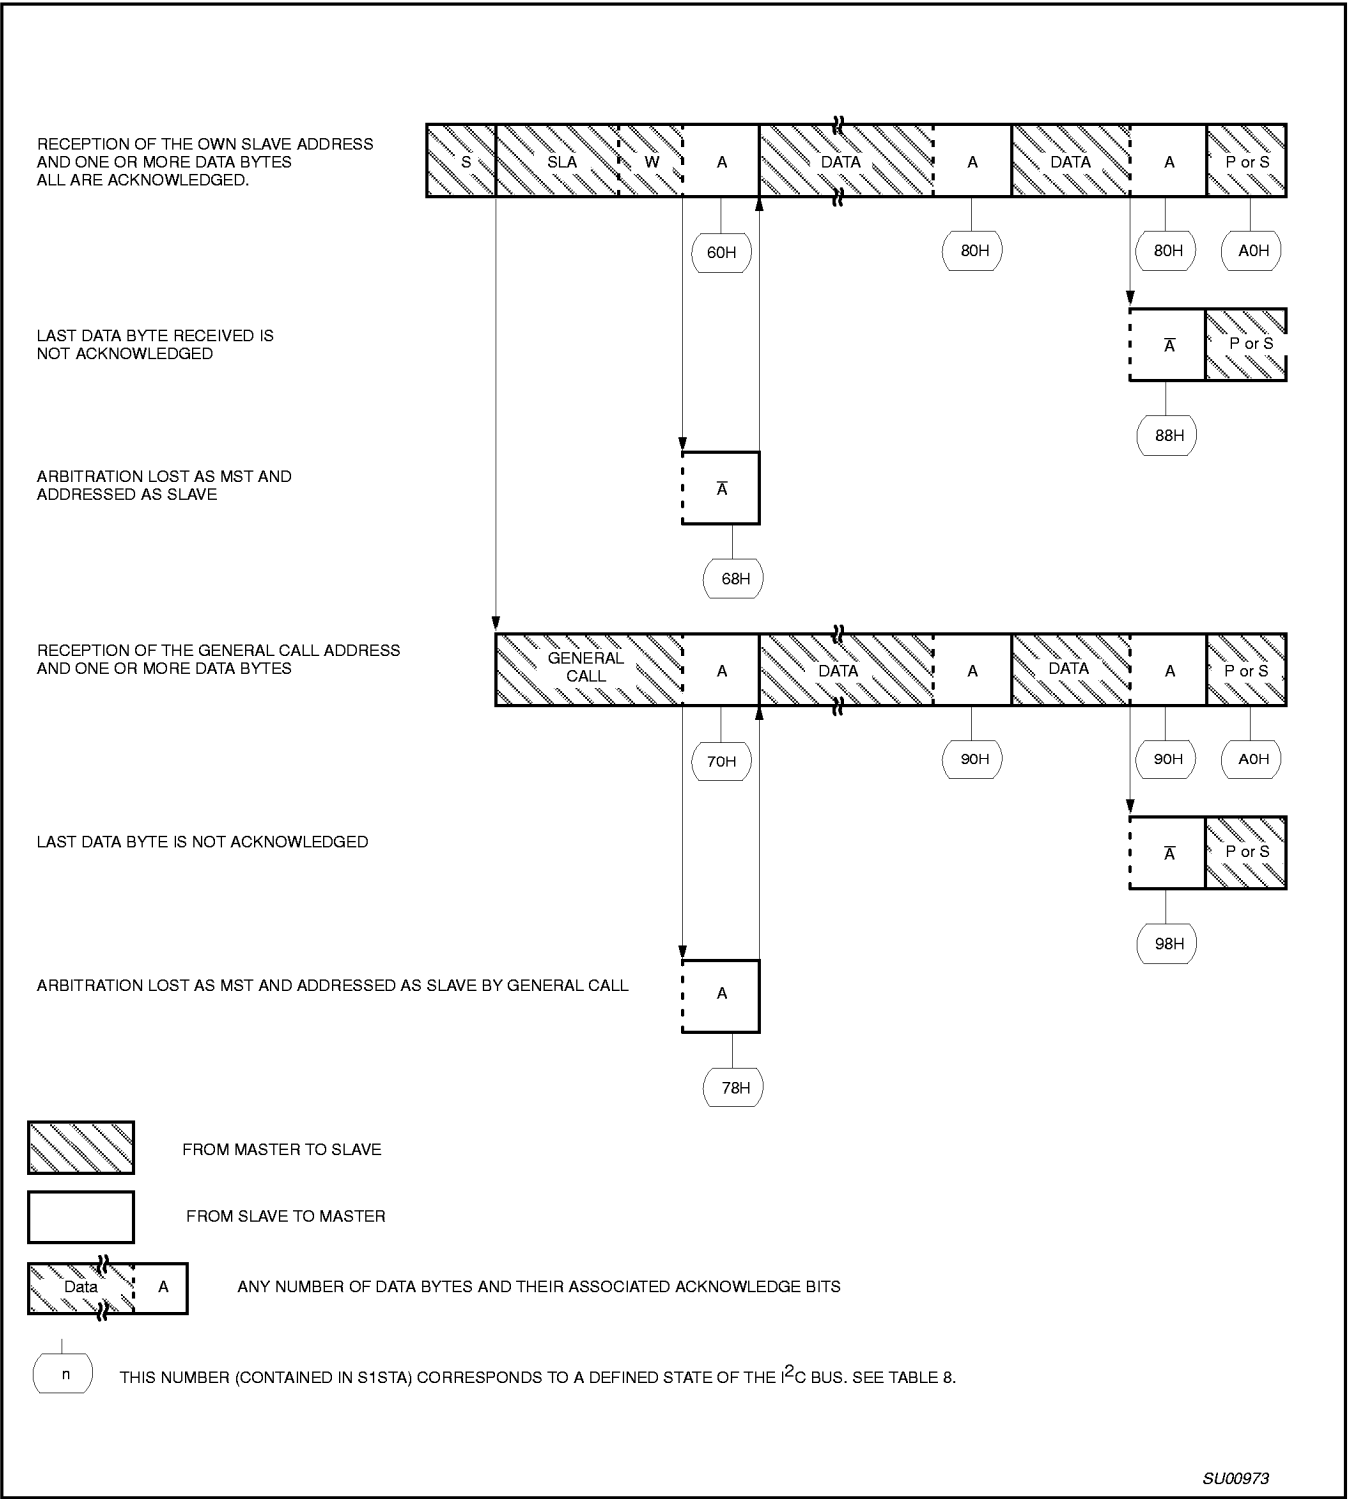 RECEPTION OF THE OWN SLAVE ADDRESS
AND ONE OR MORE DATA BYTES
ALL ARE ACKNOWLEDGED.
S SLA W A DATA A DATA A P or S
60H 80H 80H A0H
LAST DATA BYTE RECEIVED IS
NOT ACKNOWLEDGED
A̅ P or S
88H
ARBITRATION LOST AS MST AND
ADDRESSED AS SLAVE
A̅
68H
RECEPTION OF THE GENERAL CALL ADDRESS
AND ONE OR MORE DATA BYTES
GENERAL
CALL
A DATA A DATA A P or S
70H 90H 90H A0H
LAST DATA BYTE IS NOT ACKNOWLEDGED
A̅ P or S
98H
ARBITRATION LOST AS MST AND ADDRESSED AS SLAVE BY GENERAL CALL
A
78H
FROM MASTER TO SLAVE
FROM SLAVE TO MASTER
Data A ANY NUMBER OF DATA BYTES AND THEIR ASSOCIATED ACKNOWLEDGE BITS
n THIS NUMBER (CONTAINED IN S1STA) CORRESPONDS TO A DEFINED STATE OF THE I²C BUS. SEE TABLE 8.
SU00973